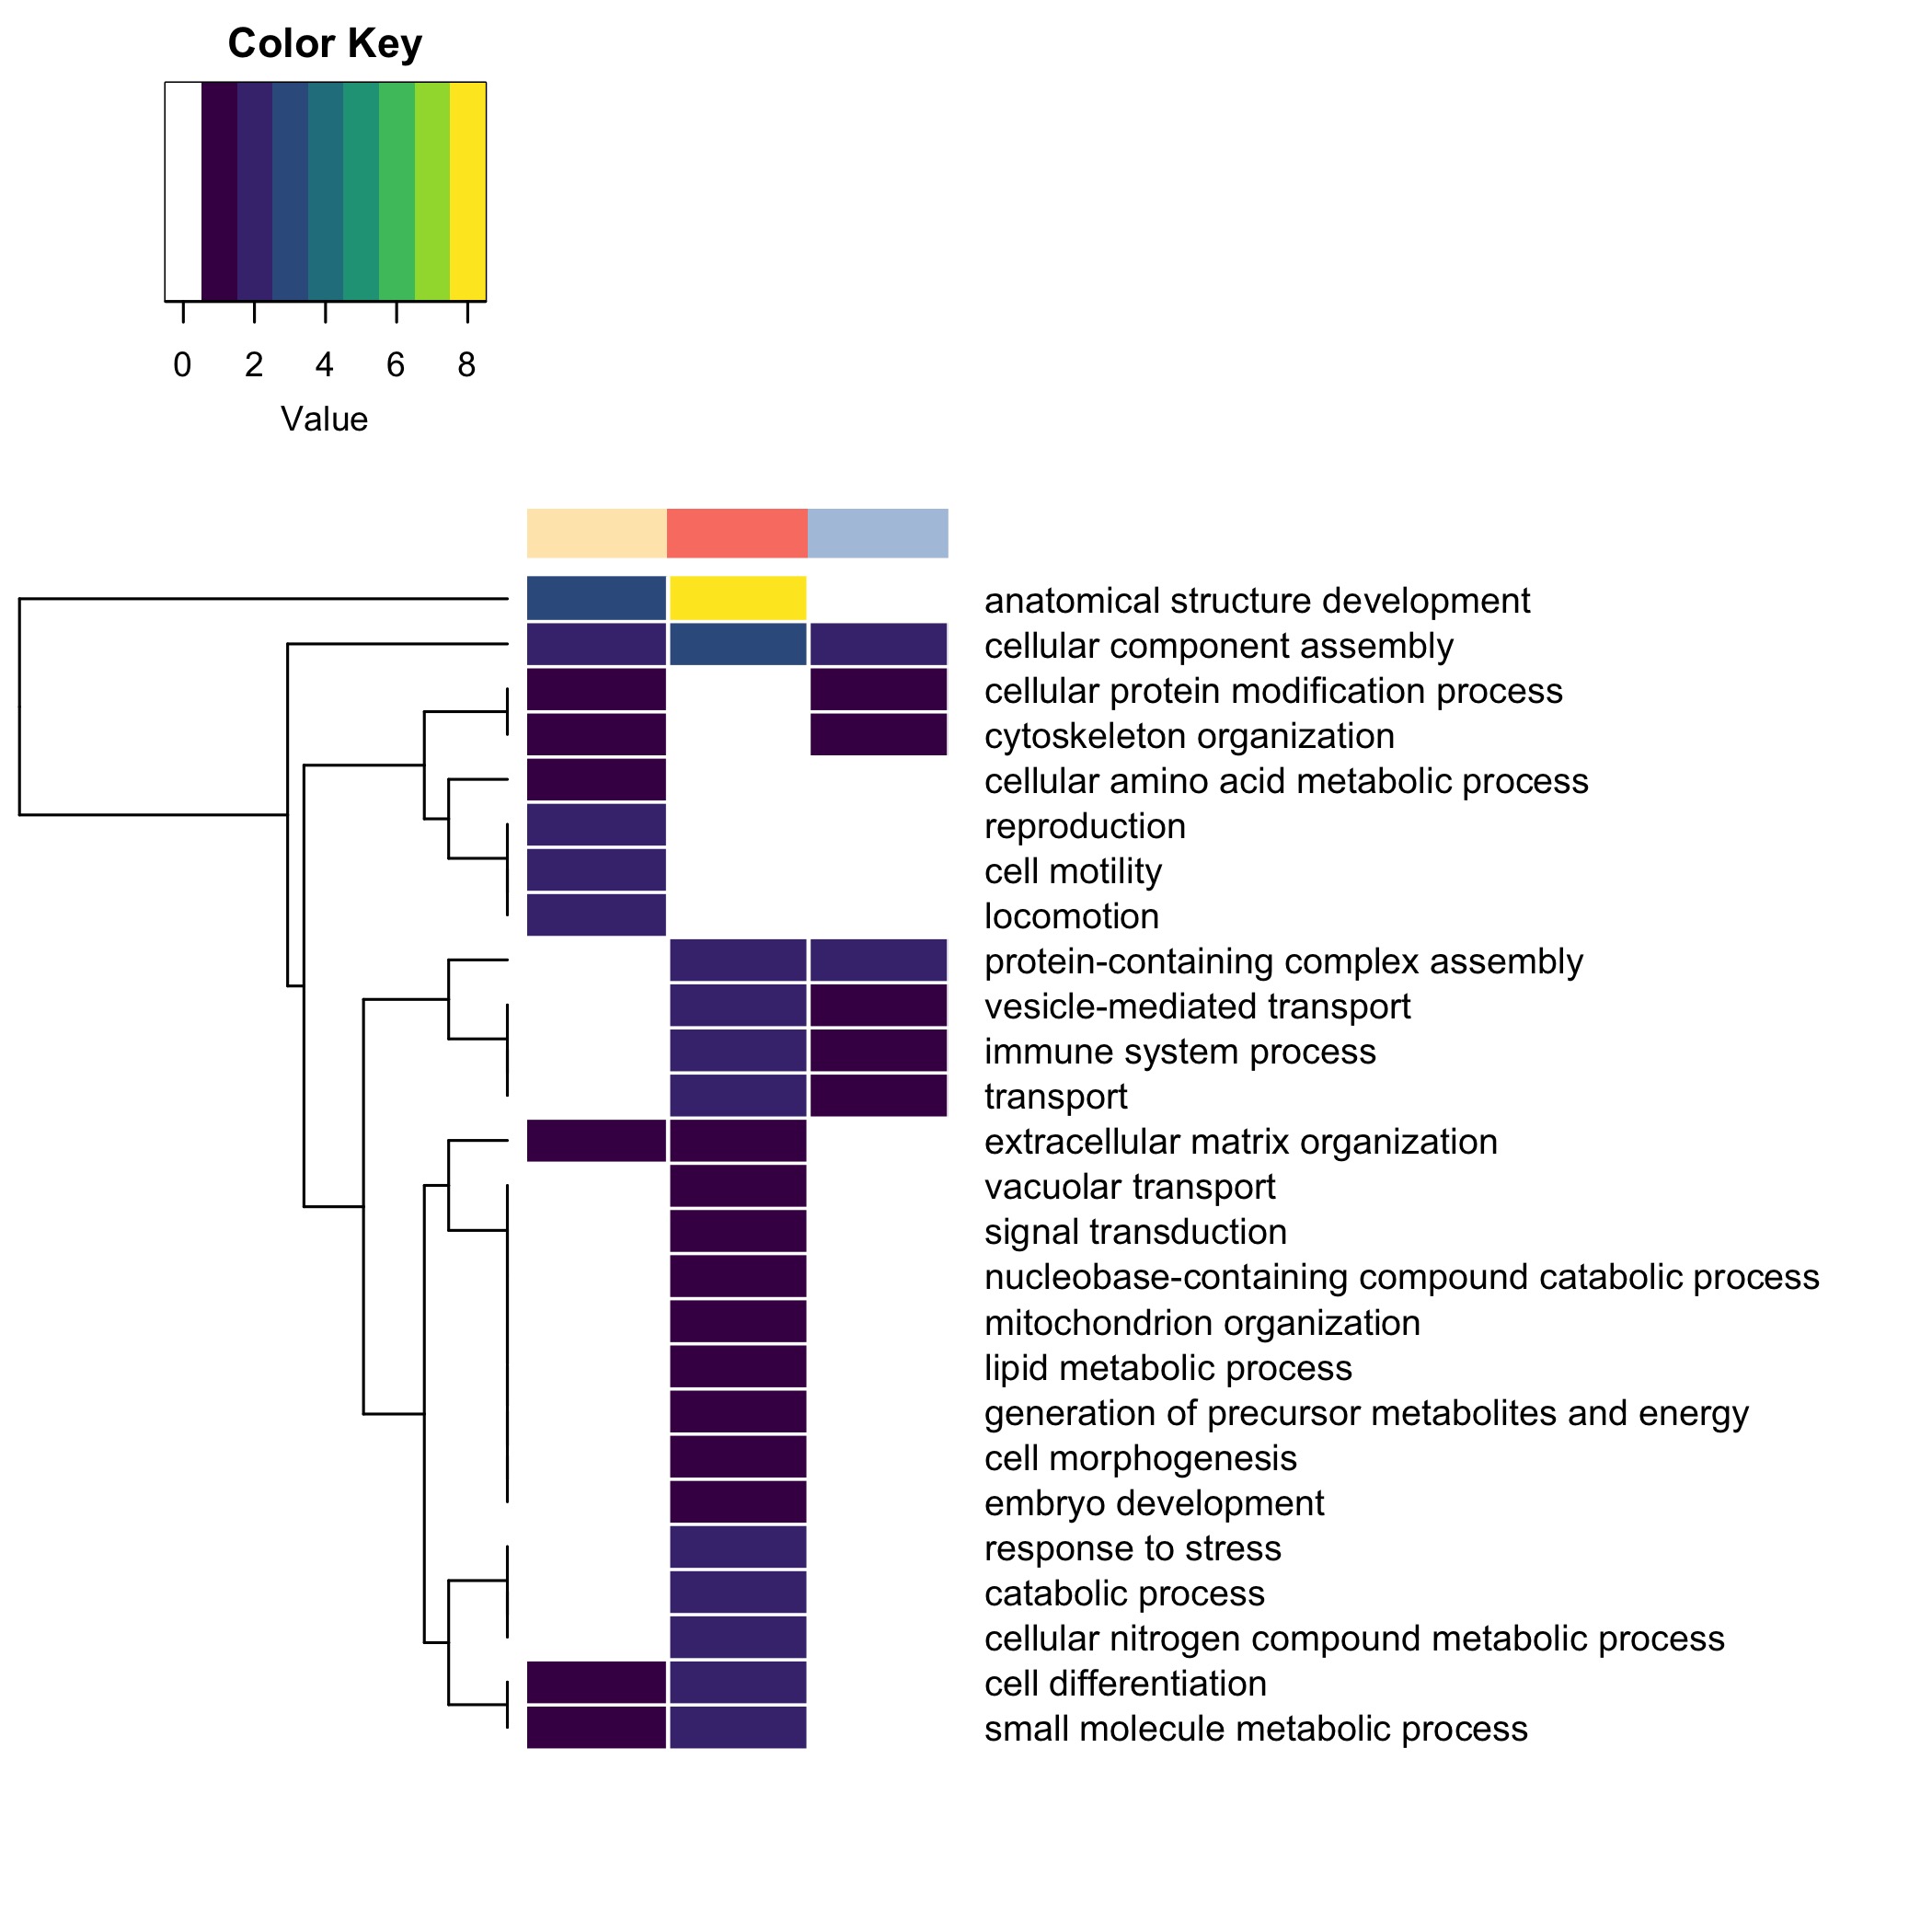 Color Key
0 2 4 6 8
Value
anatomical structure development
cellular component assembly
cellular protein modification process
cytoskeleton organization
cellular amino acid metabolic process
reproduction
cell motility
locomotion
protein-containing complex assembly
vesicle-mediated transport
immune system process
transport
extracellular matrix organization
vacuolar transport
signal transduction
nucleobase-containing compound catabolic process
mitochondrion organization
lipid metabolic process
generation of precursor metabolites and energy
cell morphogenesis
embryo development
response to stress
catabolic process
cellular nitrogen compound metabolic process
cell differentiation
small molecule metabolic process